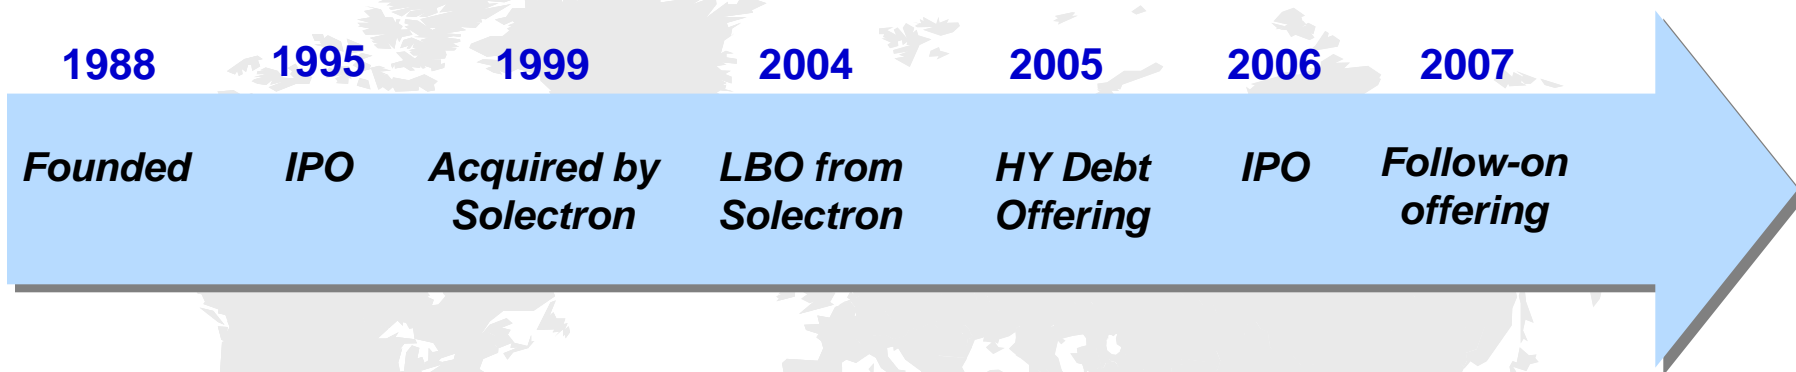 1988 1995 1999 2004 2005 2006 2007
Founded IPO Acquired by LBO from HY Debt IPO Follow-on
Solectron Solectron Offering offering